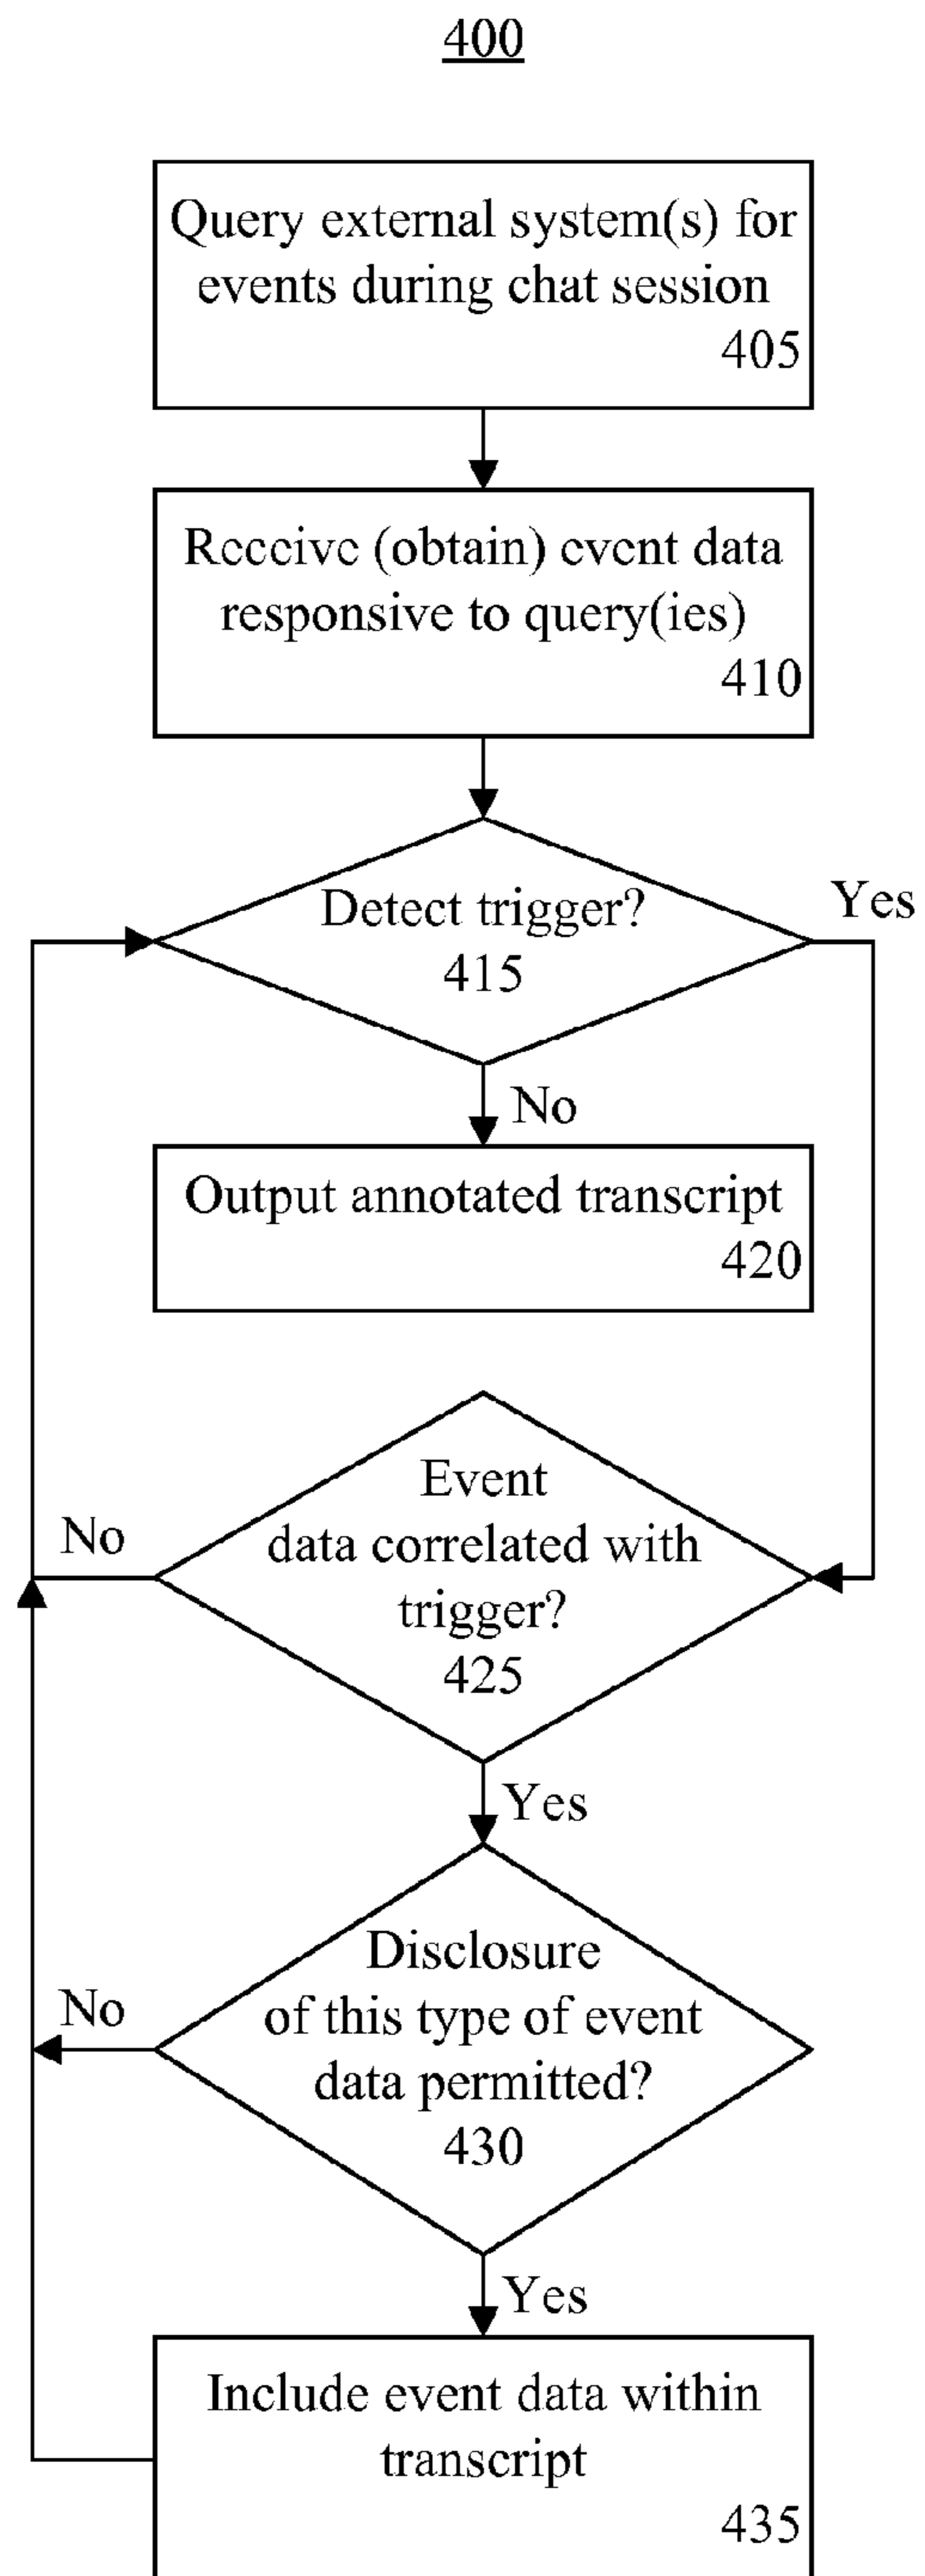 400
Query external system(s) for
events during chat session
405
Receive (obtain) event data
responsive to query(ies)
410
Detect trigger?
415
Yes
No
Output annotated transcript
420
Event
data correlated with
trigger?
425
No
Yes
Disclosure
of this type of event
data permitted?
430
No
Yes
Include event data within
transcript
435